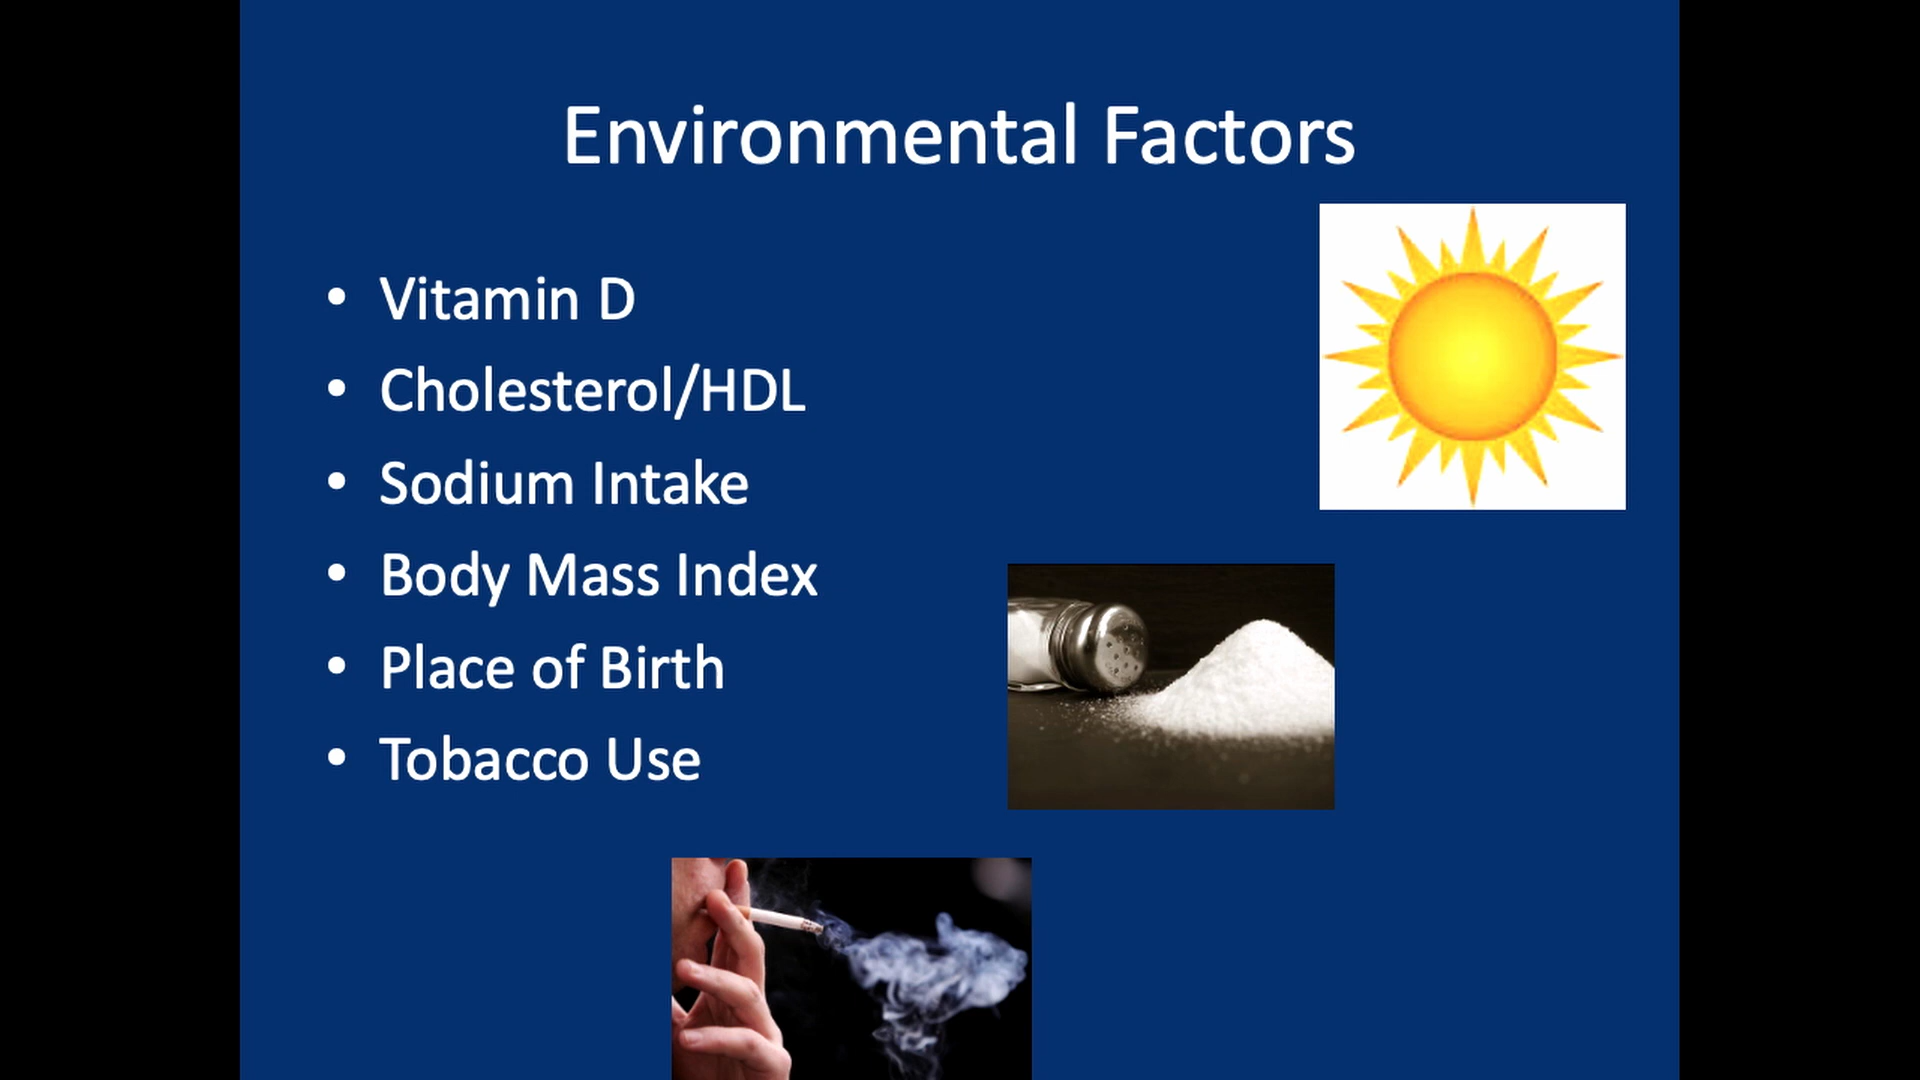 Environmental Factors
• Vitamin D
• Cholesterol/HDL
• Sodium Intake
• Body Mass Index
• Place of Birth
• Tobacco Use